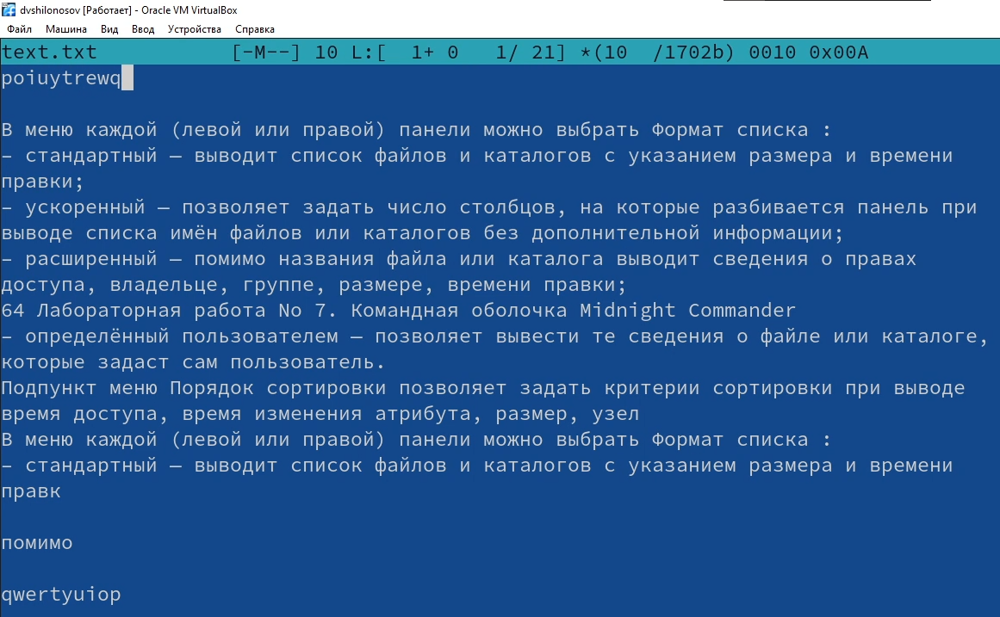 dvshilonosov [Работает] - Oracle VM VirtualBox
Файл Машина Вид Ввод Устройства Справка
text.txt [-M--] 10 L:[ 1+ 0 1/ 21] *(10 /1702b) 0010 0x00A
poiuytrewq
В меню каждой (левой или правой) панели можно выбрать Формат списка :
– стандартный — выводит список файлов и каталогов с указанием размера и времени
правки;
– ускоренный — позволяет задать число столбцов, на которые разбивается панель при
выводе списка имён файлов или каталогов без дополнительной информации;
– расширенный — помимо названия файла или каталога выводит сведения о правах
доступа, владельце, группе, размере, времени правки;
64 Лабораторная работа No 7. Командная оболочка Midnight Commander
– определённый пользователем — позволяет вывести те сведения о файле или каталоге,
которые задаст сам пользователь.
Подпункт меню Порядок сортировки позволяет задать критерии сортировки при выводе
время доступа, время изменения атрибута, размер, узел
В меню каждой (левой или правой) панели можно выбрать Формат списка :
– стандартный — выводит список файлов и каталогов с указанием размера и времени
правк
помимо
qwertyuiop